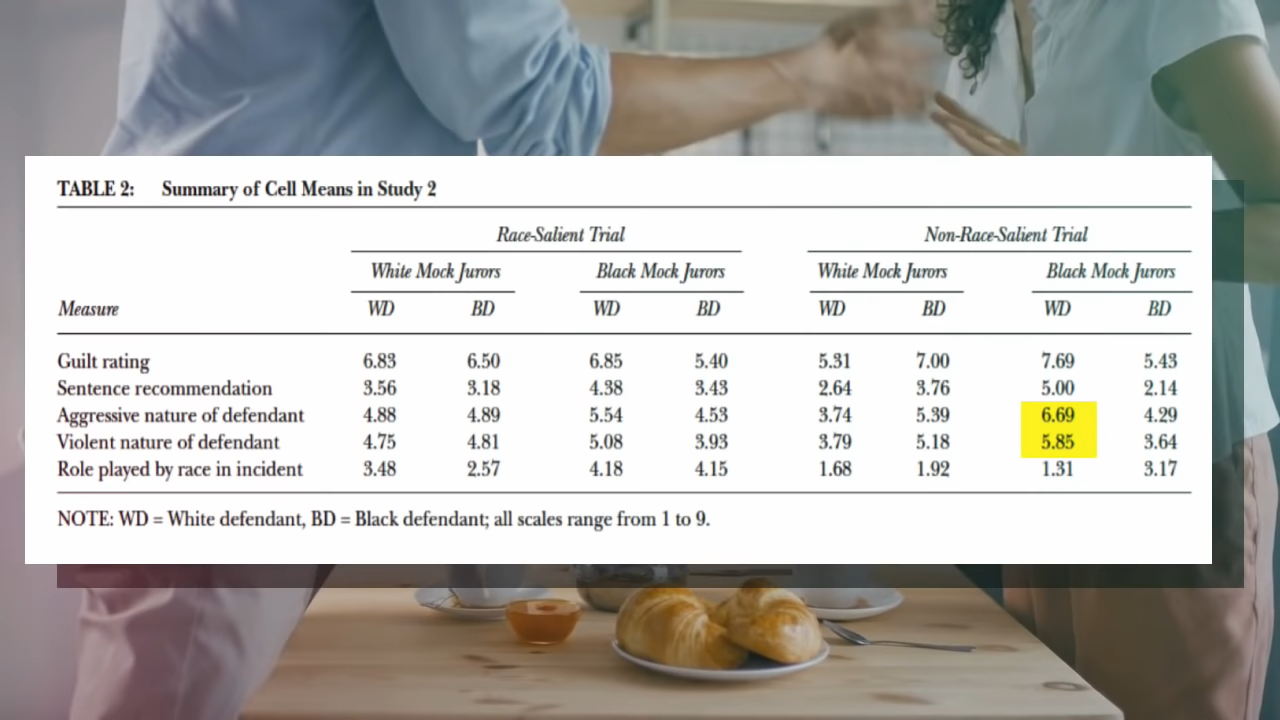 TABLE 2: Summary of Cell Means in Study 2
Race-Salient Trial Non-Race-Salient Trial
White Mock Jurors Black Mock Jurors White Mock Jurors Black Mock Jurors
Measure WD BD WD BD WD BD WD BD
Guilt rating 6.83 6.50 6.85 5.40 5.31 7.00 7.69 5.43
Sentence recommendation 3.56 3.18 4.38 3.43 2.64 3.76 5.00 2.14
Aggressive nature of defendant 4.88 4.89 5.54 4.53 3.74 5.39 6.69 4.29
Violent nature of defendant 4.75 4.81 5.08 3.93 3.79 5.18 5.85 3.64
Role played by race in incident 3.48 2.57 4.18 4.15 1.68 1.92 1.31 3.17
NOTE: WD = White defendant, BD = Black defendant; all scales range from 1 to 9.